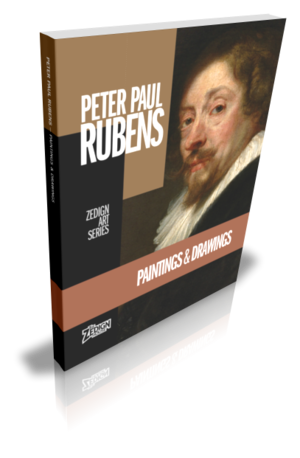 PETER PAUL
RUBENS
ZEDIGN
ART
SERIES
PAINTINGS & DRAWINGS
ZEDIGN
PETER PAUL RUBENS PAINTINGS & DRAWINGS